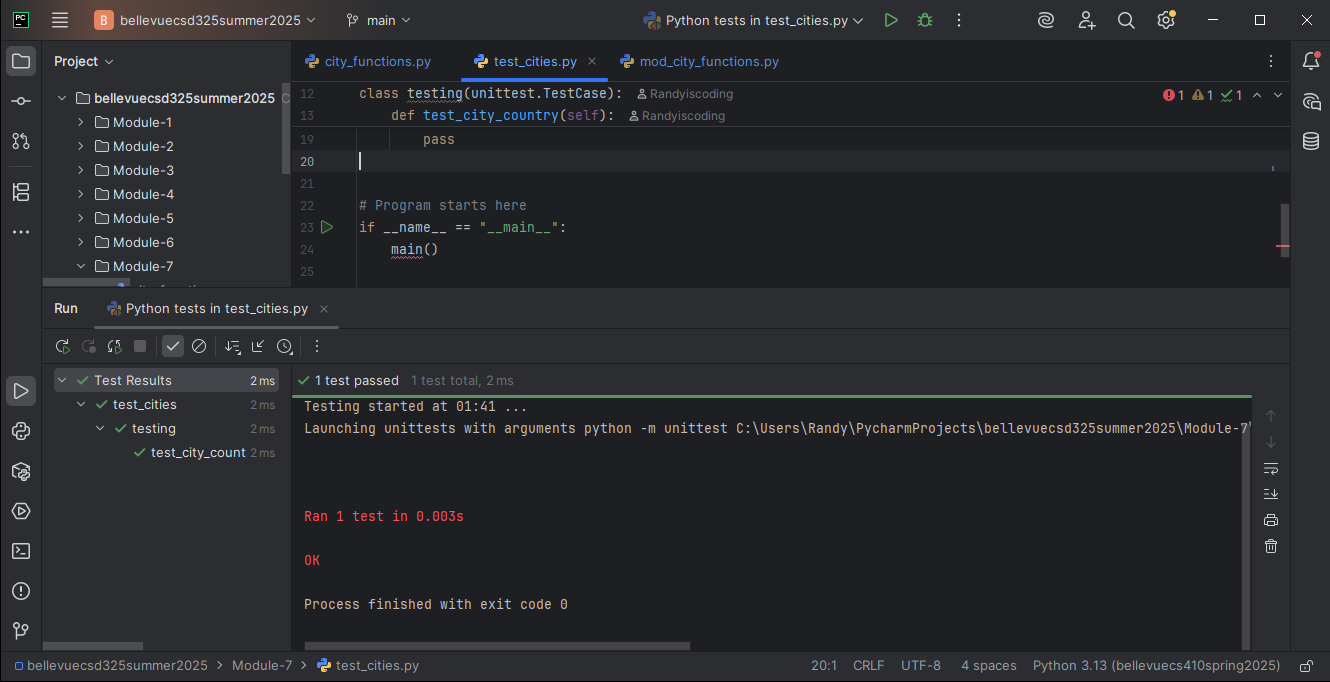 PC B bellevuecsd325summer2025 main Python tests in test_cities.py
Project city_functions.py test_cities.py mod_city_functions.py
bellevuecsd325summer2025
Module-1
Module-2
Module-3
Module-4
Module-5
Module-6
Module-7
12 class testing(unittest.TestCase): Randyiscoding 1 1 1
13 def test_city_country(self): Randyiscoding
19 pass
20
21
22 # Program starts here
23 if __name__ == "__main__":
24 main()
25
Run Python tests in test_cities.py
Test Results 2 ms
test_cities 2 ms
testing 2 ms
test_city_count 2 ms
1 test passed 1 test total, 2 ms
Testing started at 01:41 ...
Launching unittests with arguments python -m unittest C:\Users\Randy\PycharmProjects\bellevuecsd325summer2025\Module-7\
Ran 1 test in 0.003s
OK
Process finished with exit code 0
bellevuecsd325summer2025 > Module-7 > test_cities.py 20:1 CRLF UTF-8 4 spaces Python 3.13 (bellevuecs410spring2025)